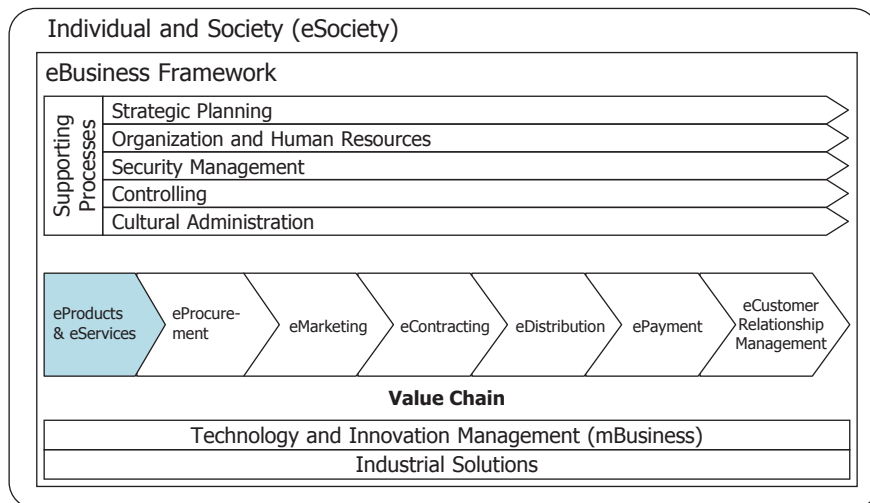 Individual and Society (eSociety)
eBusiness Framework
Supporting
Processes
Strategic Planning
Organization and Human Resources
Security Management
Controlling
Cultural Administration
eProducts
& eServices
eProcure-
ment
eMarketing
eContracting
eDistribution
ePayment
eCustomer
Relationship
Management
Value Chain
Technology and Innovation Management (mBusiness)
Industrial Solutions